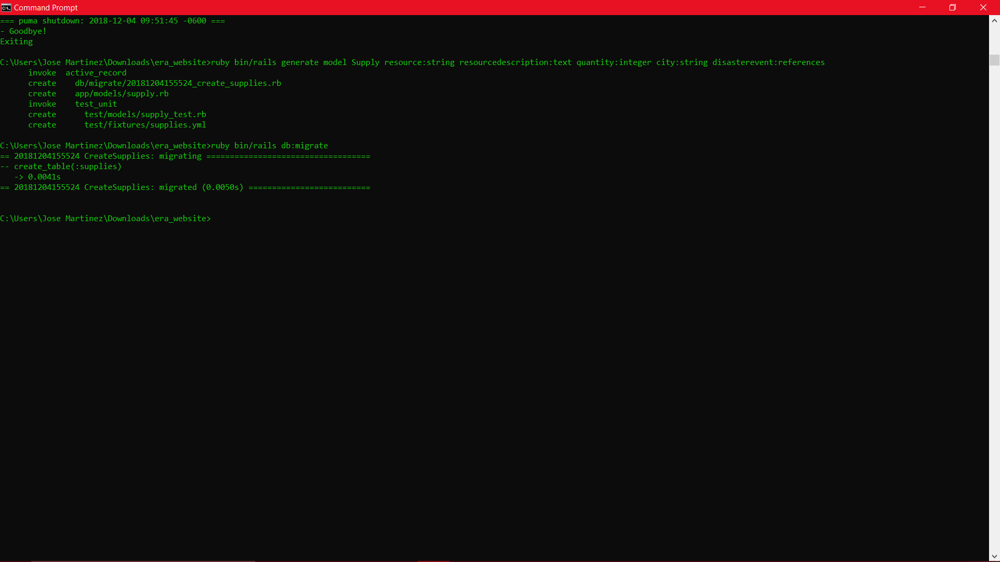 Command Prompt
=== puma shutdown: 2018-12-04 09:51:45 -0600 ===
- Goodbye!
Exiting
C:\Users\Jose Martinez\Downloads\era_website>ruby bin/rails generate model Supply resource:string resourcedescription:text quantity:integer city:string disasterevent:references
      invoke  active_record
      create    db/migrate/20181204155524_create_supplies.rb
      create    app/models/supply.rb
      invoke    test_unit
      create      test/models/supply_test.rb
      create      test/fixtures/supplies.yml
C:\Users\Jose Martinez\Downloads\era_website>ruby bin/rails db:migrate
== 20181204155524 CreateSupplies: migrating ===================================
-- create_table(:supplies)
   -> 0.0041s
== 20181204155524 CreateSupplies: migrated (0.0050s) ==========================
C:\Users\Jose Martinez\Downloads\era_website>